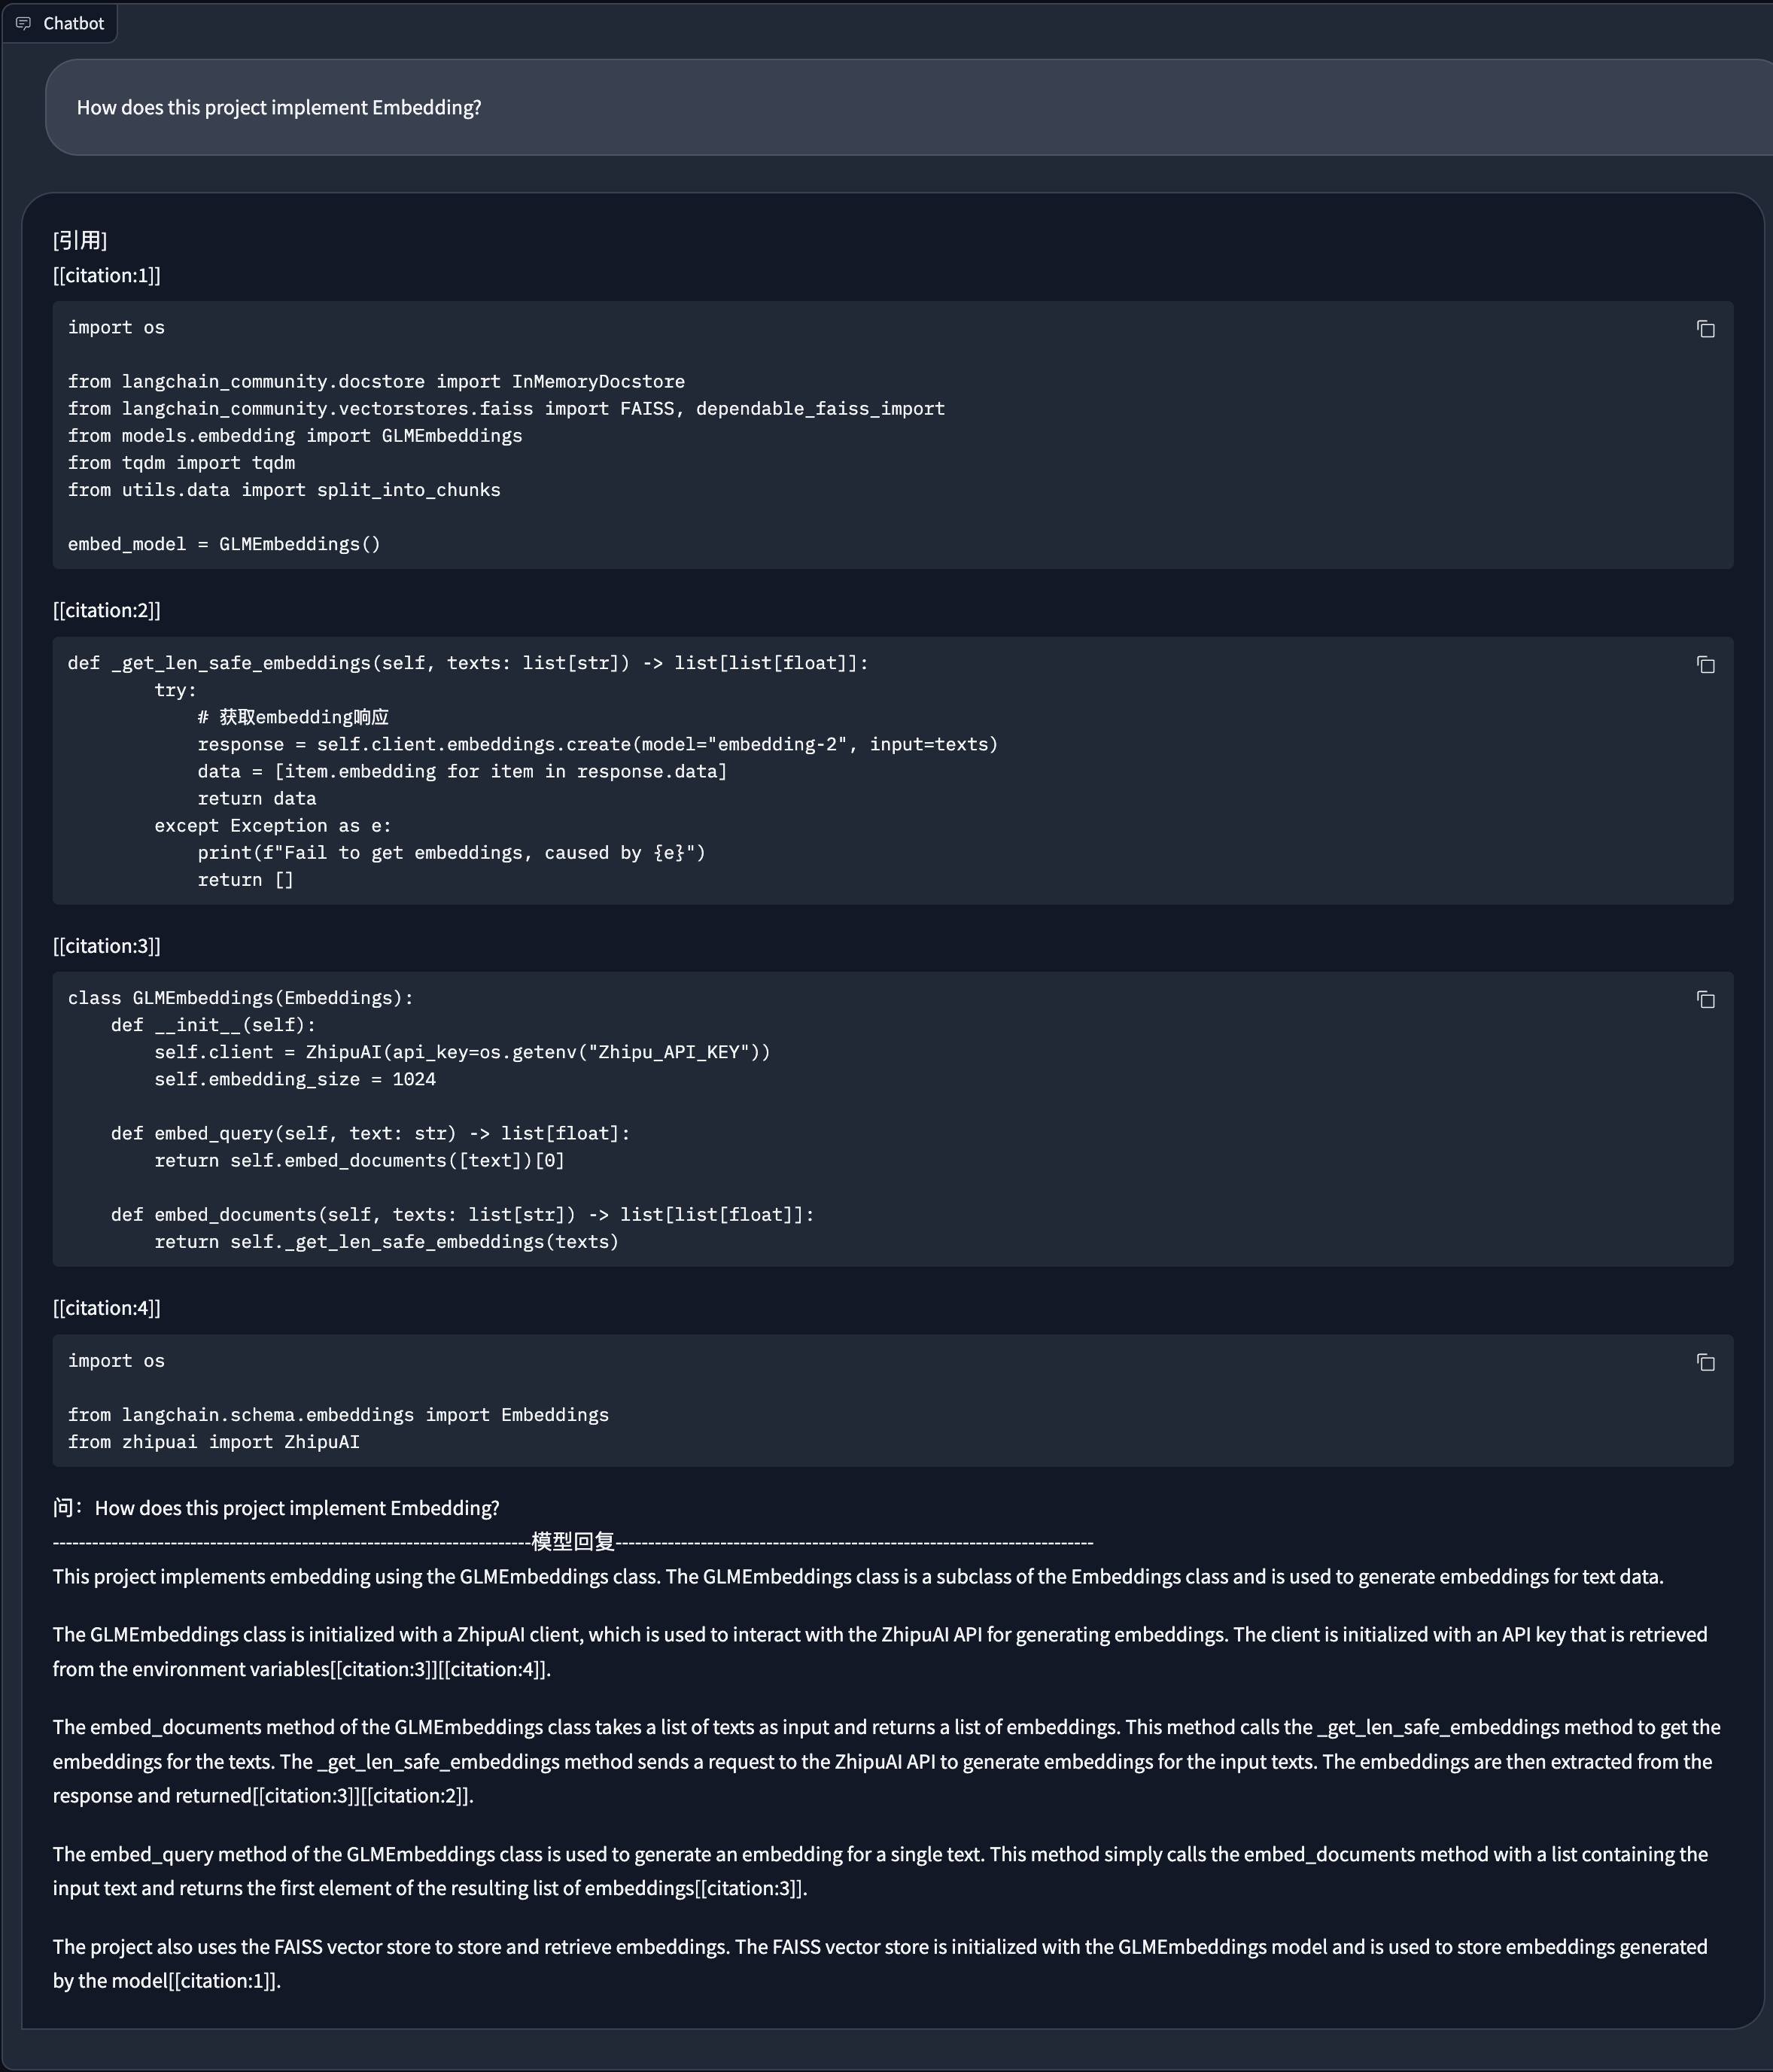 Chatbot
How does this project implement Embedding?
[引用]
[[citation:1]]
import os
from langchain_community.docstore import InMemoryDocstore
from langchain_community.vectorstores.faiss import FAISS, dependable_faiss_import
from models.embedding import GLMEmbeddings
from tqdm import tqdm
from utils.data import split_into_chunks
embed_model = GLMEmbeddings()
[[citation:2]]
def _get_len_safe_embeddings(self, texts: list[str]) -> list[list[float]]:
        try:
            # 获取embedding响应
            response = self.client.embeddings.create(model="embedding-2", input=texts)
            data = [item.embedding for item in response.data]
            return data
        except Exception as e:
            print(f"Fail to get embeddings, caused by {e}")
            return []
[[citation:3]]
class GLMEmbeddings(Embeddings):
    def __init__(self):
        self.client = ZhipuAI(api_key=os.getenv("Zhipu_API_KEY"))
        self.embedding_size = 1024
    def embed_query(self, text: str) -> list[float]:
        return self.embed_documents([text])[0]
    def embed_documents(self, texts: list[str]) -> list[list[float]]:
        return self._get_len_safe_embeddings(texts)
[[citation:4]]
import os
from langchain.schema.embeddings import Embeddings
from zhipuai import ZhipuAI
问：How does this project implement Embedding?
-------------------------------------------------------------------------模型回复-------------------------------------------------------------------------
This project implements embedding using the GLMEmbeddings class. The GLMEmbeddings class is a subclass of the Embeddings class and is used to generate embeddings for text data.
The GLMEmbeddings class is initialized with a ZhipuAI client, which is used to interact with the ZhipuAI API for generating embeddings. The client is initialized with an API key that is retrieved
from the environment variables[[citation:3]][[citation:4]].
The embed_documents method of the GLMEmbeddings class takes a list of texts as input and returns a list of embeddings. This method calls the _get_len_safe_embeddings method to get the
embeddings for the texts. The _get_len_safe_embeddings method sends a request to the ZhipuAI API to generate embeddings for the input texts. The embeddings are then extracted from the
response and returned[[citation:3]][[citation:2]].
The embed_query method of the GLMEmbeddings class is used to generate an embedding for a single text. This method simply calls the embed_documents method with a list containing the
input text and returns the first element of the resulting list of embeddings[[citation:3]].
The project also uses the FAISS vector store to store and retrieve embeddings. The FAISS vector store is initialized with the GLMEmbeddings model and is used to store embeddings generated
by the model[[citation:1]].